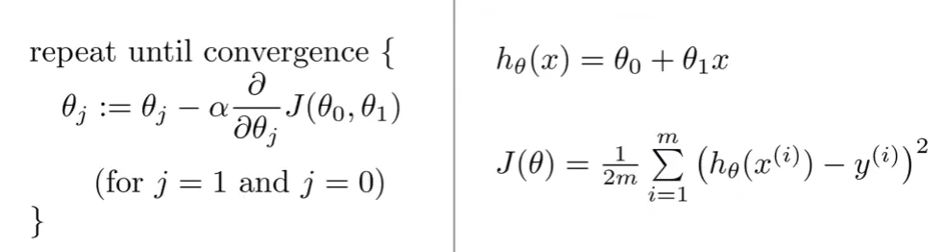 repeat until convergence {
θ_j := θ_j − α ∂/∂θ_j J(θ_0, θ_1)
(for j = 1 and j = 0)
}
h_θ(x) = θ_0 + θ_1x
J(θ) = 1/2m ∑_{i=1}^{m} (h_θ(x^{(i)}) − y^{(i)})^2